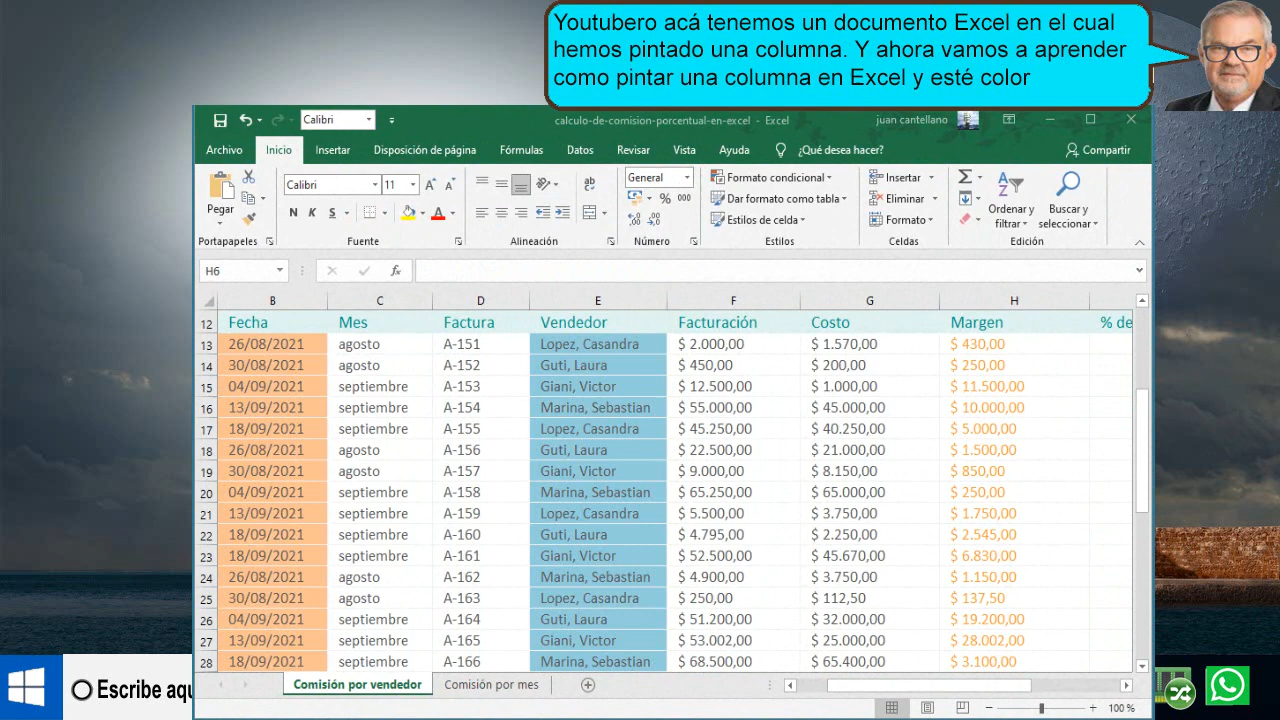 Youtubero acá tenemos un documento Excel en el cual
hemos pintado una columna. Y ahora vamos a aprender
como pintar una columna en Excel y esté color
Calibri
calculo-de-comision-porcentual-en-excel - Excel
juan cantellano
Archivo Inicio Insertar Disposición de página Fórmulas Datos Revisar Vista Ayuda ¿Qué desea hacer? Compartir
Pegar
Calibri 11
N K S
General
% 000
Formato condicional
Dar formato como tabla
Estilos de celda
Insertar
Eliminar
Formato
Ordenar y
filtrar
Buscar y
seleccionar
Portapapeles Fuente Alineación Número Estilos Celdas Edición
H6 fx
B C D E F G H
12 Fecha Mes Factura Vendedor Facturación Costo Margen % de
13 26/08/2021 agosto A-151 Lopez, Casandra $ 2.000,00 $ 1.570,00 $ 430,00
14 30/08/2021 agosto A-152 Guti, Laura $ 450,00 $ 200,00 $ 250,00
15 04/09/2021 septiembre A-153 Giani, Victor $ 12.500,00 $ 1.000,00 $ 11.500,00
16 13/09/2021 septiembre A-154 Marina, Sebastian $ 55.000,00 $ 45.000,00 $ 10.000,00
17 18/09/2021 septiembre A-155 Lopez, Casandra $ 45.250,00 $ 40.250,00 $ 5.000,00
18 26/08/2021 agosto A-156 Guti, Laura $ 22.500,00 $ 21.000,00 $ 1.500,00
19 30/08/2021 agosto A-157 Giani, Victor $ 9.000,00 $ 8.150,00 $ 850,00
20 04/09/2021 septiembre A-158 Marina, Sebastian $ 65.250,00 $ 65.000,00 $ 250,00
21 13/09/2021 septiembre A-159 Lopez, Casandra $ 5.500,00 $ 3.750,00 $ 1.750,00
22 18/09/2021 septiembre A-160 Guti, Laura $ 4.795,00 $ 2.250,00 $ 2.545,00
23 18/09/2021 septiembre A-161 Giani, Victor $ 52.500,00 $ 45.670,00 $ 6.830,00
24 26/08/2021 agosto A-162 Marina, Sebastian $ 4.900,00 $ 3.750,00 $ 1.150,00
25 30/08/2021 agosto A-163 Lopez, Casandra $ 250,00 $ 112,50 $ 137,50
26 04/09/2021 septiembre A-164 Guti, Laura $ 51.200,00 $ 32.000,00 $ 19.200,00
27 13/09/2021 septiembre A-165 Giani, Victor $ 53.002,00 $ 25.000,00 $ 28.002,00
28 18/09/2021 septiembre A-166 Marina, Sebastian $ 68.500,00 $ 65.400,00 $ 3.100,00
Comisión por vendedor Comisión por mes
Escribe aqu
100 %